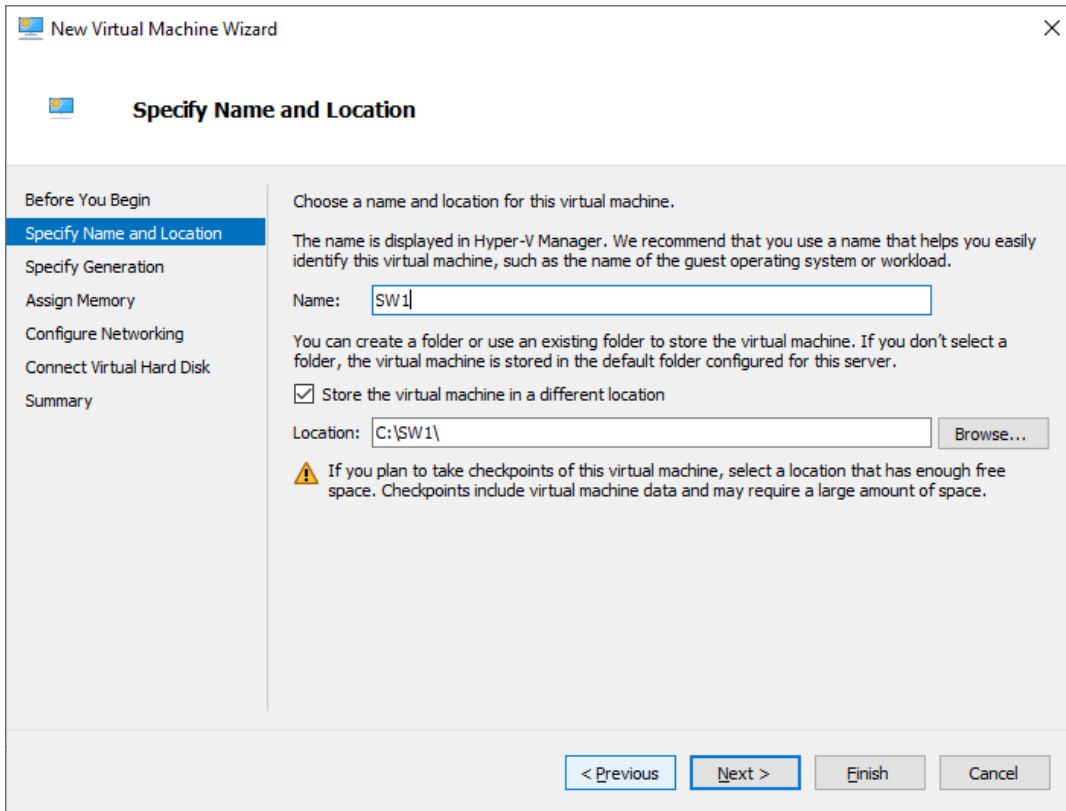 New Virtual Machine Wizard
Specify Name and Location
Before You Begin
Specify Name and Location
Specify Generation
Assign Memory
Configure Networking
Connect Virtual Hard Disk
Summary
Choose a name and location for this virtual machine.
The name is displayed in Hyper-V Manager. We recommend that you use a name that helps you easily
identify this virtual machine, such as the name of the guest operating system or workload.
Name: SW1
You can create a folder or use an existing folder to store the virtual machine. If you don't select a
folder, the virtual machine is stored in the default folder configured for this server.
Store the virtual machine in a different location
Location: C:\SW1\ Browse...
If you plan to take checkpoints of this virtual machine, select a location that has enough free
space. Checkpoints include virtual machine data and may require a large amount of space.
< Previous Next > Finish Cancel